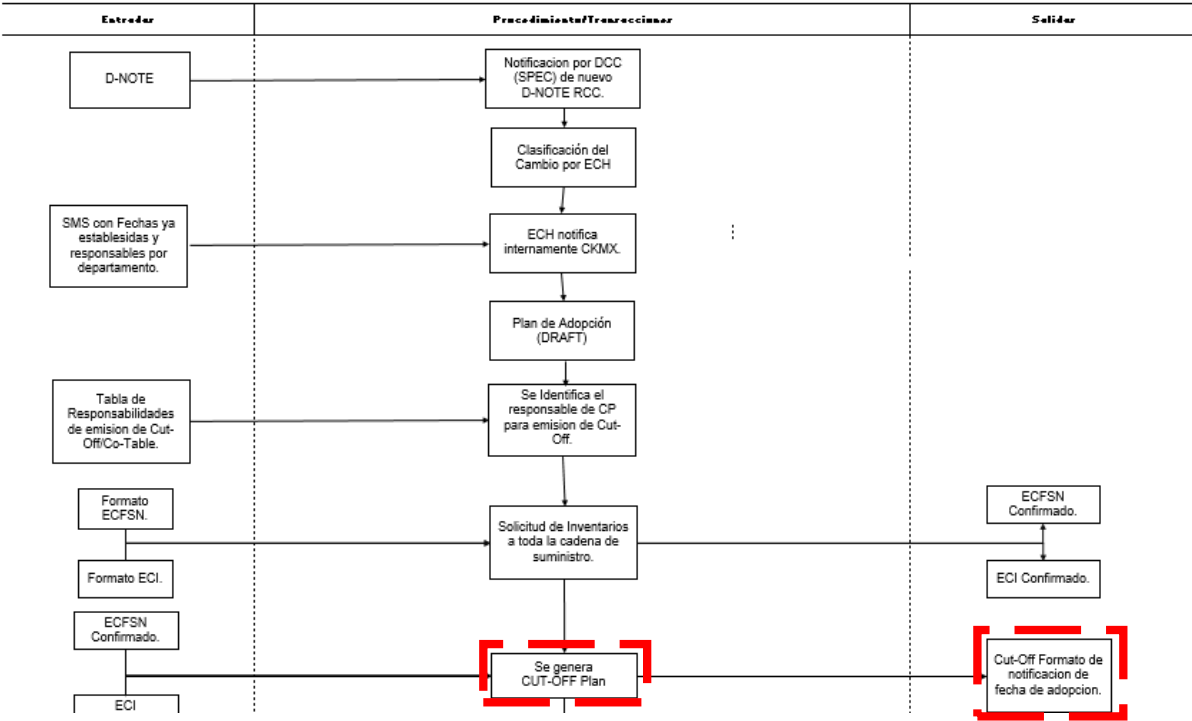 Entradas
Procedimiento/Transacciones
Salidas
D-NOTE
Notificacion por DCC
(SPEC) de nuevo
D-NOTE RCC.
Clasificación del
Cambio por ECH
SMS con Fechas ya
establesidas y
responsables por
departamento.
ECH notifica
internamente CKMX.
Plan de Adopción
(DRAFT)
Tabla de
Responsabilidades
de emision de Cut-
Off/Co-Table.
Se Identifica el
responsable de CP
para emision de Cut-
Off.
Formato
ECFSN.
Formato ECI.
Solicitud de Inventarios
a toda la cadena de
suministro.
ECFSN
Confirmado.
ECI Confirmado.
ECFSN
Confirmado.
ECI
Se genera
CUT-OFF Plan
Cut-Off Formato de
notificacion de
fecha de adopcion.